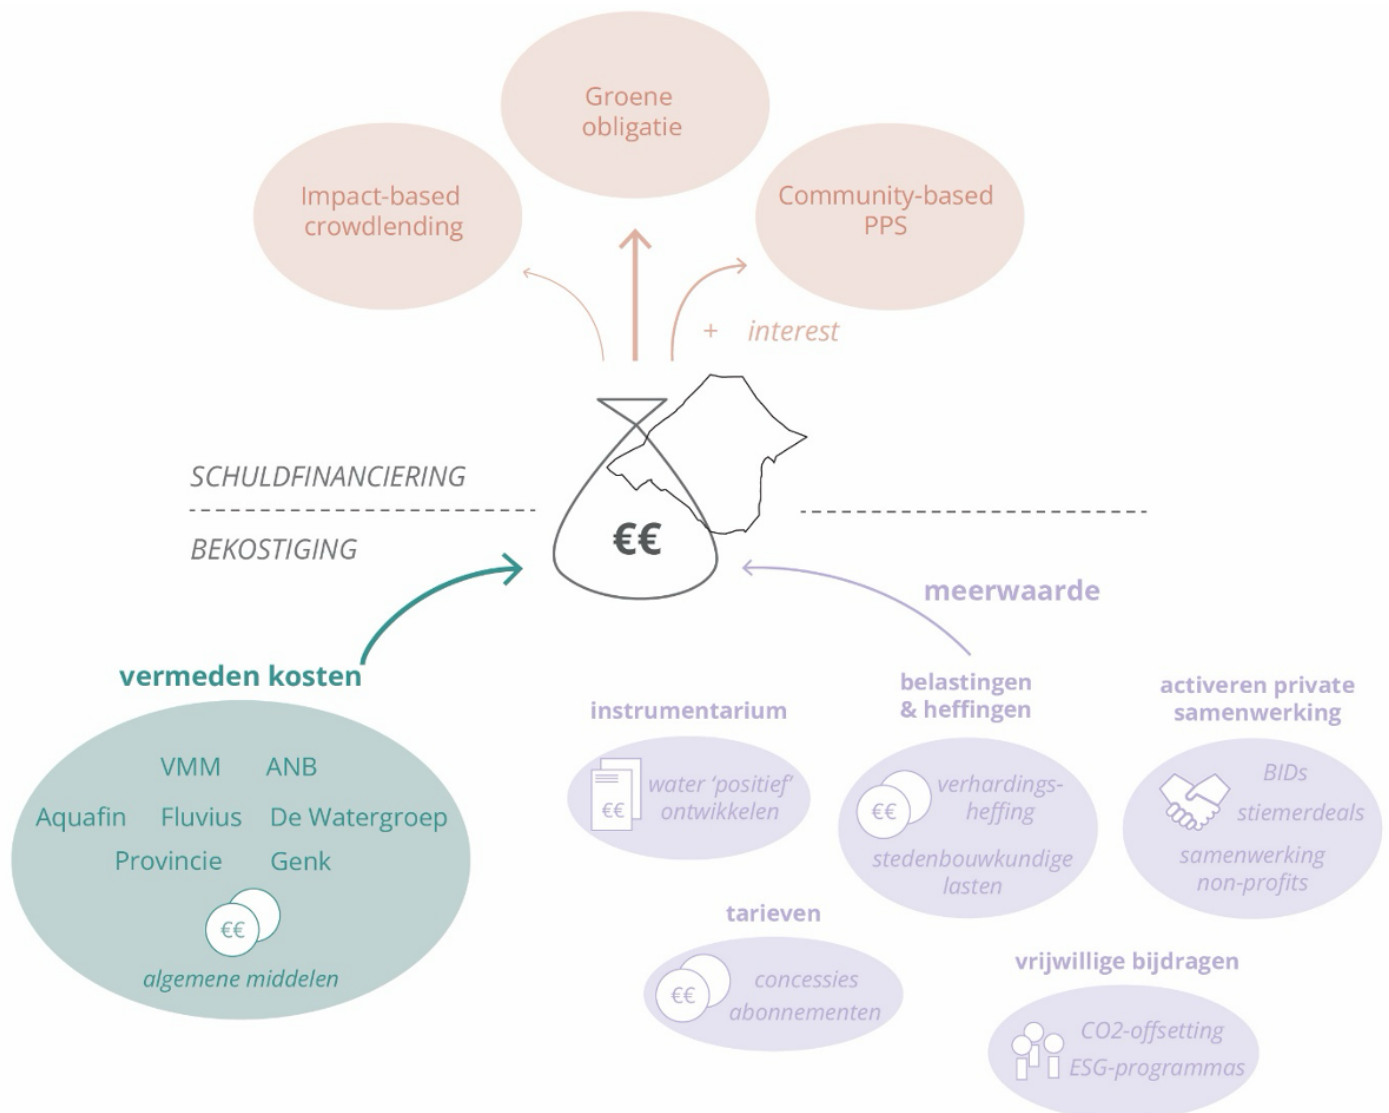 Groene
obligatie
Impact-based
crowdlending
Community-based
PPS
+ interest
SCHULDFINANCIERING
€€
BEKOSTIGING
meerwaarde
vermeden kosten
VMM ANB
Aquafin Fluvius De Watergroep
Provincie Genk
€€
algemene middelen
instrumentarium
€€
water ‘positief’
ontwikkelen
belastingen
& heffingen
€€
verhardings-
heffing
stedenbouwkundige
lasten
activeren private
samenwerking
BIDs
stiemerdeals
samenwerking
non-profits
tarieven
€€
concessies
abonnementen
vrijwillige bijdragen
CO2-offsetting
ESG-programmas